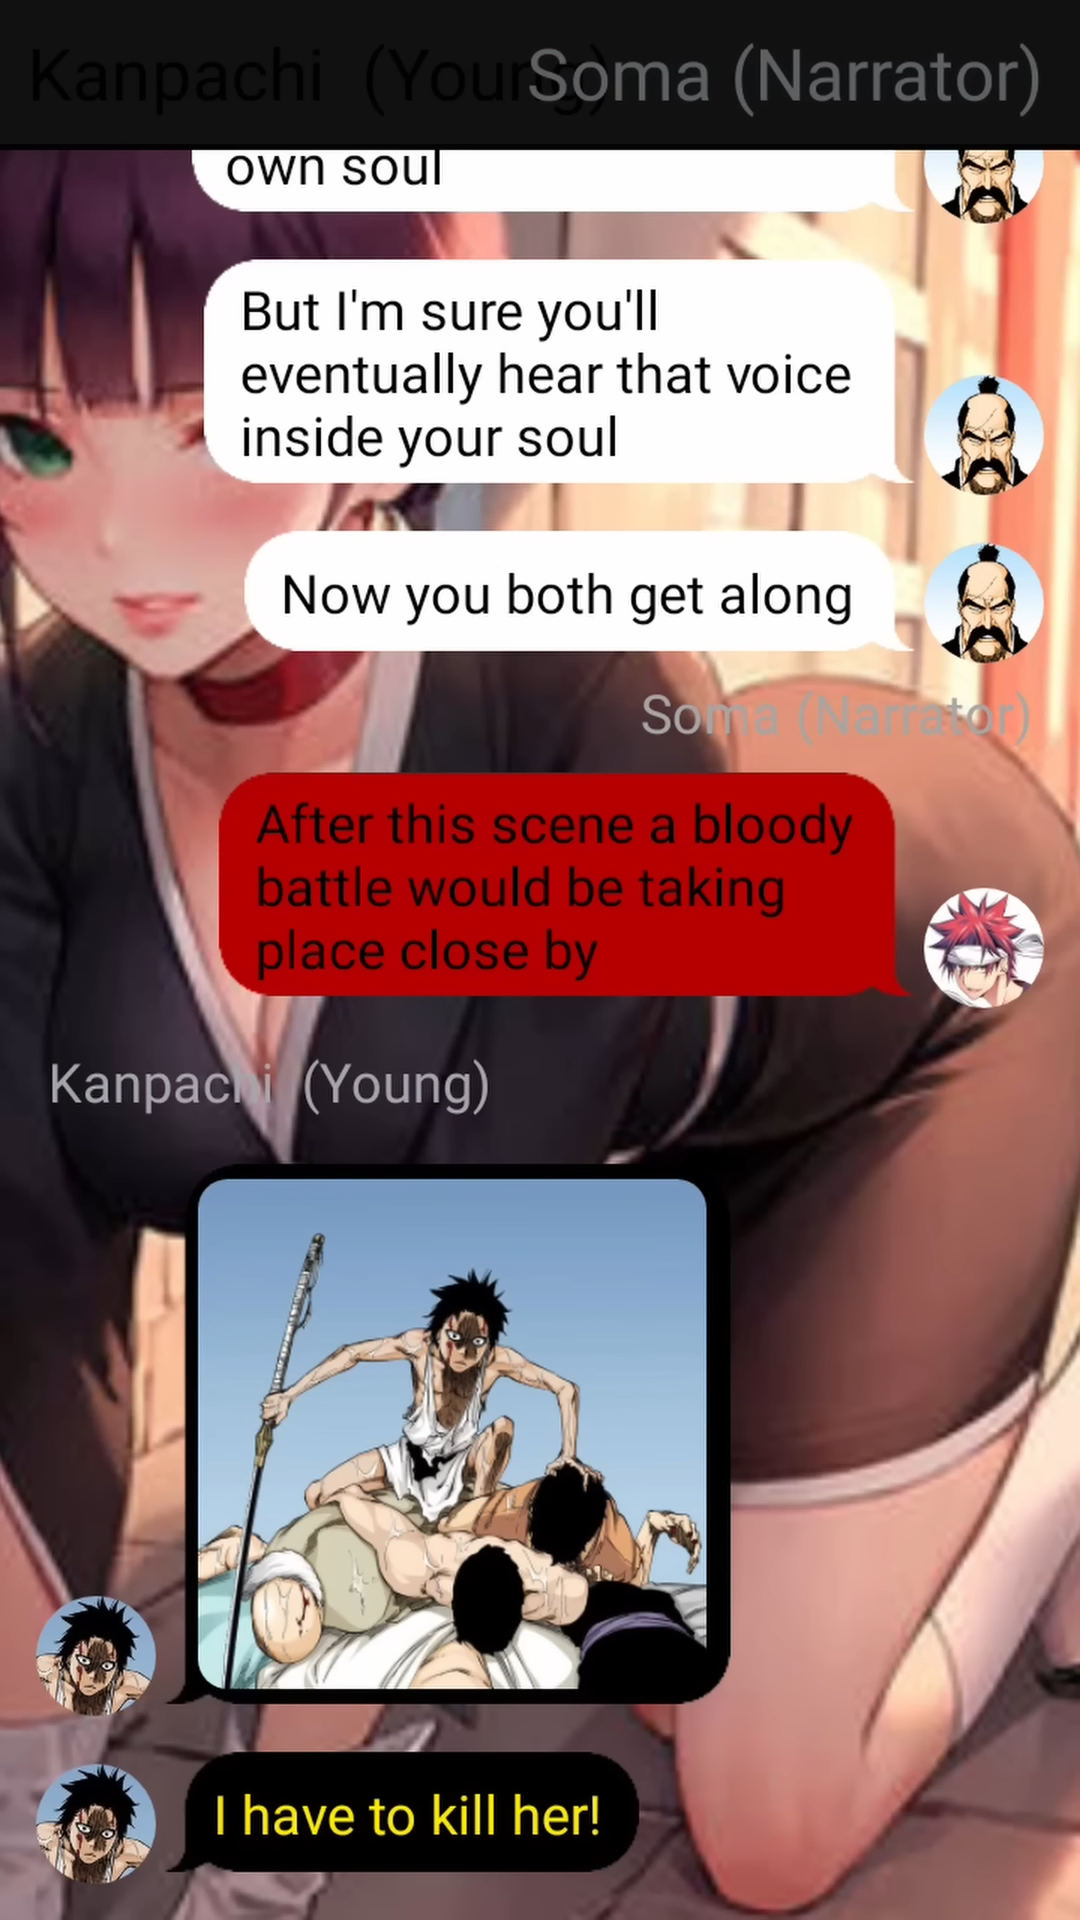 Kanpachi (Young)
Soma (Narrator)
own soul
But I'm sure you'll
eventually hear that voice
inside your soul
Now you both get along
Soma (Narrator)
After this scene a bloody
battle would be taking
place close by
Kanpachi (Young)
I have to kill her!